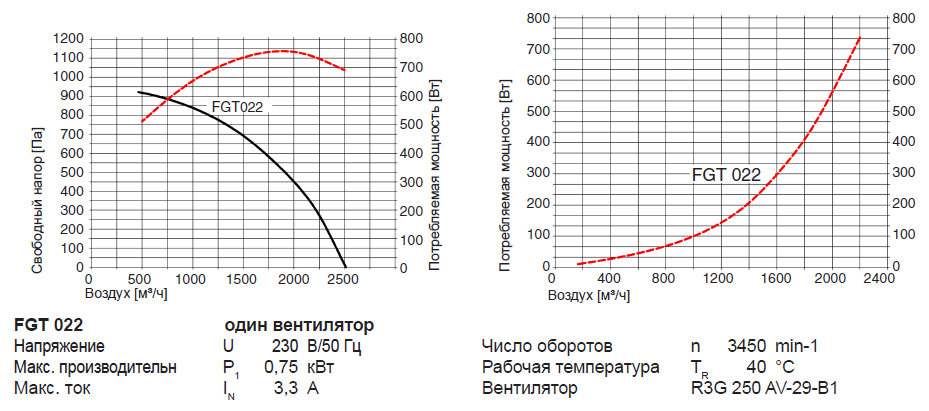 1200
1100
1000
900
800
700
600
500
400
300
200
100
0
Свободный напор [Па]
FGT022
800
700
600
500
400
300
200
100
0
Потребляемая мощность [Вт]
0 500 1000 1500 2000 2500
Воздух [м³/ч]
800
700
600
500
400
300
200
100
0
Потребляемая мощность [Вт]
FGT 022
800
700
600
500
400
300
200
100
0
0 400 800 1200 1600 2000 2400
Воздух [м³/ч]
FGT 022 один вентилятор
Напряжение U 230 В/50 Гц
Макс. производительн P1 0,75 кВт
Макс. ток IN 3,3 А
Число оборотов n 3450 min-1
Рабочая температура TR 40 °C
Вентилятор R3G 250 AV-29-B1